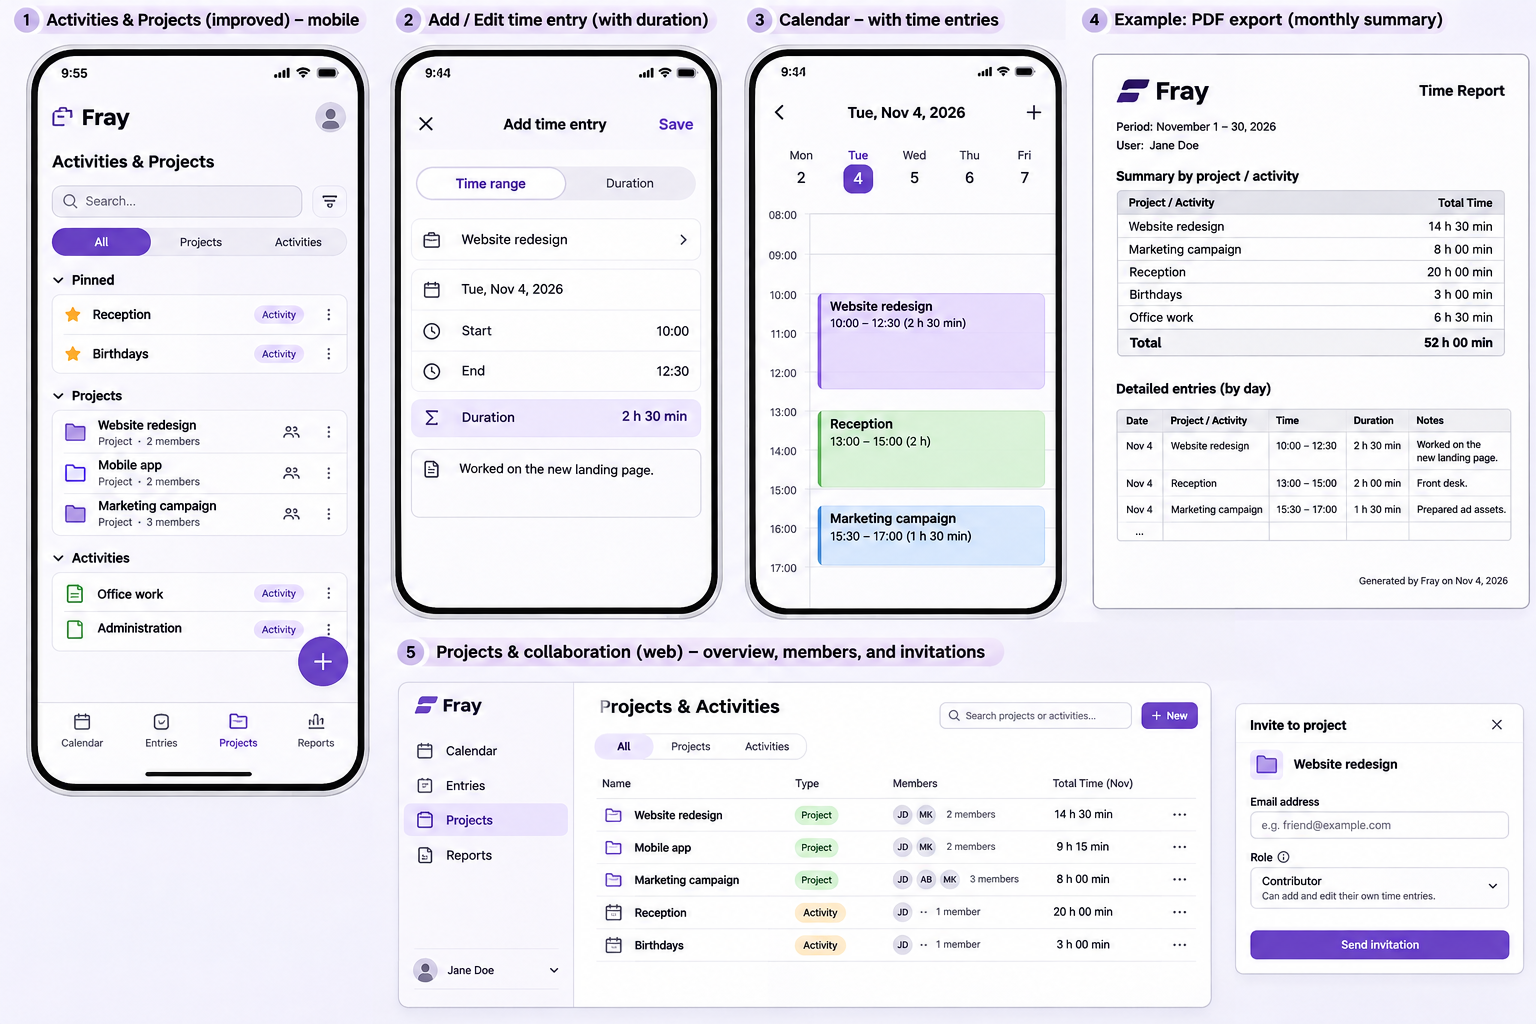 1 Activities & Projects (improved) – mobile
9:55
Fray
Activities & Projects
Search...
All Projects Activities
Pinned
Reception Activity
Birthdays Activity
Projects
Website redesign
Project · 2 members
Mobile app
Project · 2 members
Marketing campaign
Project · 3 members
Activities
Office work Activity
Administration Activity
+
Calendar Entries Projects Reports
2 Add / Edit time entry (with duration)
9:44
Add time entry Save
Time range Duration
Website redesign
Tue, Nov 4, 2026
Start 10:00
End 12:30
Duration 2 h 30 min
Worked on the new landing page.
3 Calendar – with time entries
9:44
Tue, Nov 4, 2026 +
Mon Tue Wed Thu Fri
2 4 5 6 7
08:00
09:00
10:00
Website redesign
10:00 – 12:30 (2 h 30 min)
11:00
12:00
13:00
Reception
13:00 – 15:00 (2 h)
14:00
15:00
Marketing campaign
15:30 – 17:00 (1 h 30 min)
16:00
17:00
4 Example: PDF export (monthly summary)
Fray Time Report
Period: November 1 – 30, 2026
User: Jane Doe
Summary by project / activity
Project / Activity Total Time
Website redesign 14 h 30 min
Marketing campaign 8 h 00 min
Reception 20 h 00 min
Birthdays 3 h 00 min
Office work 6 h 30 min
Total 52 h 00 min
Detailed entries (by day)
Date Project / Activity Time Duration Notes
Nov 4 Website redesign 10:00 – 12:30 2 h 30 min Worked on the
new landing page.
Nov 4 Reception 13:00 – 15:00 2 h 00 min Front desk.
Nov 4 Marketing campaign 15:30 – 17:00 1 h 30 min Prepared ad assets.
...
Generated by Fray on Nov 4, 2026
5 Projects & collaboration (web) – overview, members, and invitations
Fray
Calendar
Entries
Projects
Reports
Jane Doe
Projects & Activities
Search projects or activities...
+ New
All Projects Activities
Name Type Members Total Time (Nov)
Website redesign Project JD MK 2 members 14 h 30 min
Mobile app Project JD MK 2 members 9 h 15 min
Marketing campaign Project JD AB MK 3 members 8 h 00 min
Reception Activity JD 1 member 20 h 00 min
Birthdays Activity JD 1 member 3 h 00 min
Invite to project
Website redesign
Email address
e.g. friend@example.com
Role
Contributor
Can add and edit their own time entries.
Send invitation